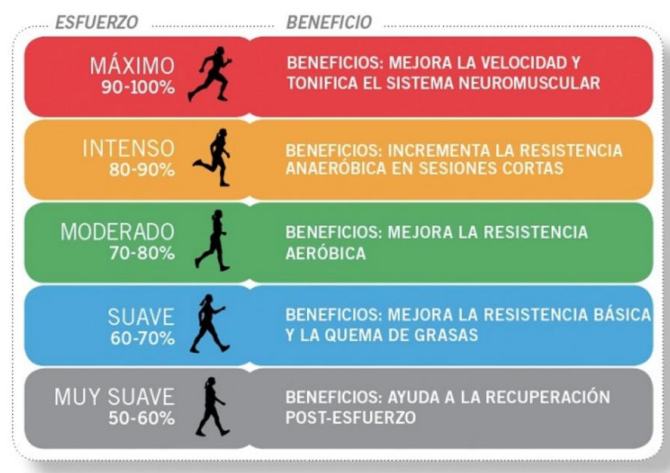 ESFUERZO
BENEFICIO
MÁXIMO
90-100%
BENEFICIOS: MEJORA LA VELOCIDAD Y
TONIFICA EL SISTEMA NEUROMUSCULAR
INTENSO
80-90%
BENEFICIOS: INCREMENTA LA RESISTENCIA
ANAERÓBICA EN SESIONES CORTAS
MODERADO
70-80%
BENEFICIOS: MEJORA LA RESISTENCIA
AERÓBICA
SUAVE
60-70%
BENEFICIOS: MEJORA LA RESISTENCIA BÁSICA
Y LA QUEMA DE GRASAS
MUY SUAVE
50-60%
BENEFICIOS: AYUDA A LA RECUPERACIÓN
POST-ESFUERZO